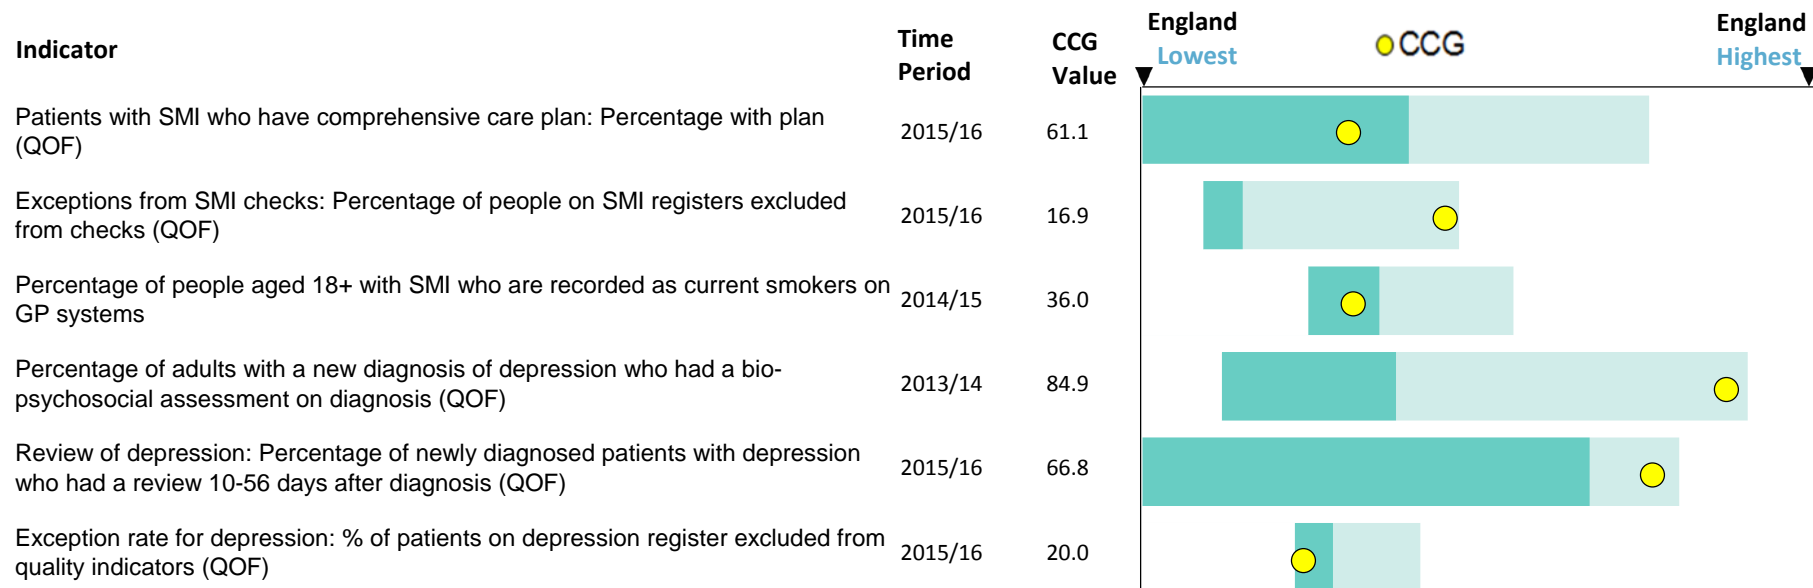 Indicator
Time
Period
CCG
Value
England
Lowest
CCG
England
Highest
Patients with SMI who have comprehensive care plan: Percentage with plan
(QOF)
2015/16
61.1
Exceptions from SMI checks: Percentage of people on SMI registers excluded
from checks (QOF)
2015/16
16.9
Percentage of people aged 18+ with SMI who are recorded as current smokers on
GP systems
2014/15
36.0
Percentage of adults with a new diagnosis of depression who had a bio-
psychosocial assessment on diagnosis (QOF)
2013/14
84.9
Review of depression: Percentage of newly diagnosed patients with depression
who had a review 10-56 days after diagnosis (QOF)
2015/16
66.8
Exception rate for depression: % of patients on depression register excluded from
quality indicators (QOF)
2015/16
20.0